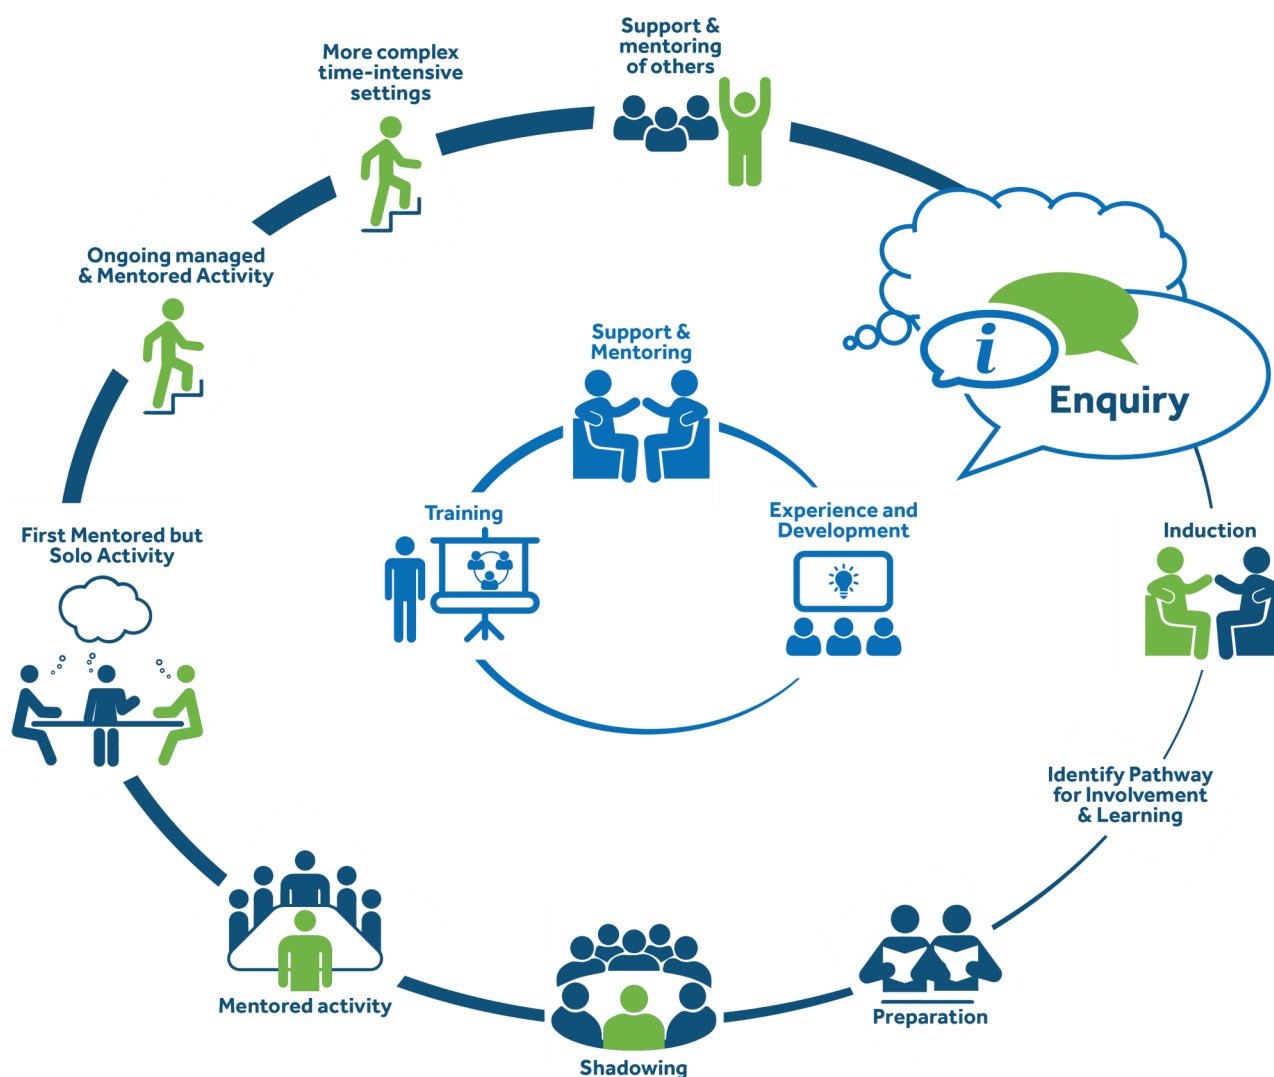 Support &
mentoring
of others
More complex
time-intensive
settings
Ongoing managed
& Mentored Activity
i
Enquiry
Support &
Mentoring
Training
Experience and
Development
First Mentored but
Solo Activity
Induction
Identify Pathway
for Involvement
& Learning
Mentored activity
Preparation
Shadowing